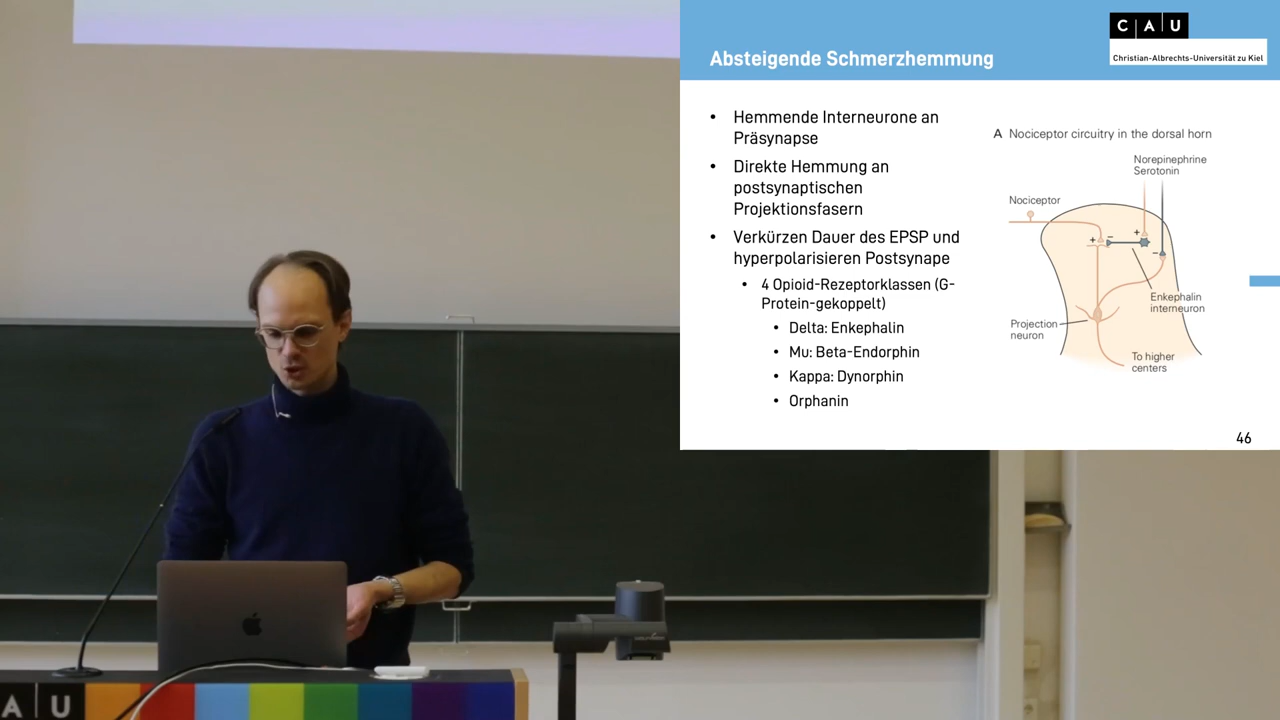 Absteigende Schmerzhemmung
C A U
Christian-Albrechts-Universität zu Kiel
• Hemmende Interneurone an
Präsynapse
• Direkte Hemmung an
postsynaptischen
Projektionsfasern
• Verkürzen Dauer des EPSP und
hyperpolarisieren Postsynape
• 4 Opioid-Rezeptorklassen (G-
Protein-gekoppelt)
• Delta: Enkephalin
• Mu: Beta-Endorphin
• Kappa: Dynorphin
• Orphanin
A Nociceptor circuitry in the dorsal horn
Norepinephrine
Serotonin
Nociceptor
+ − +
−
Enkephalin
interneuron
Projection
neuron
To higher
centers
46
A U